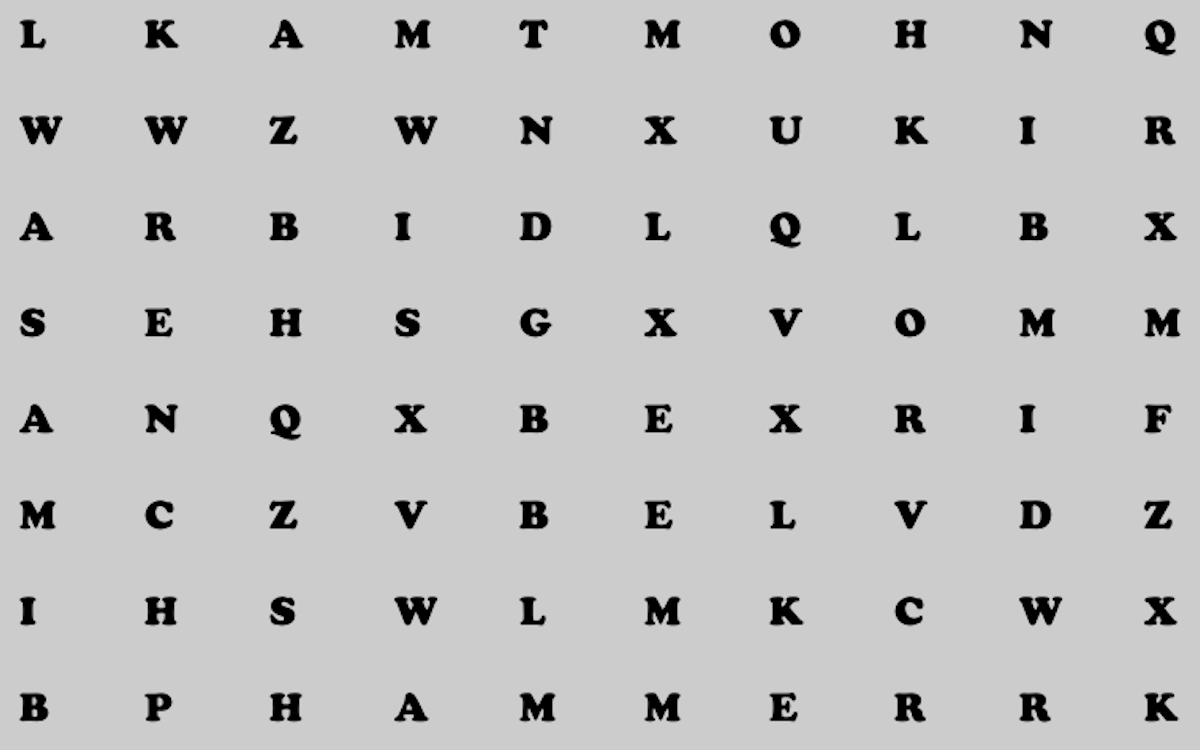 L K A M T M O H N Q
W W Z W N X U K I R
A R B I D L Q L B X
S E H S G X V O M M
A N Q X B E X R I F
M C Z V B E L V D Z
I H S W L M K C W X
B P H A M M E R R K